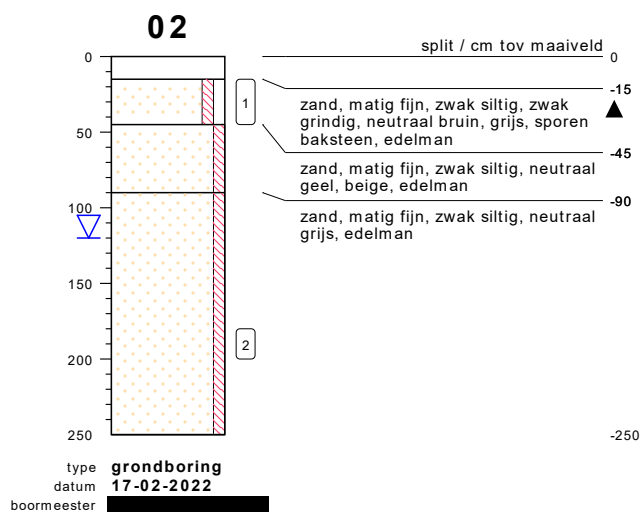 02
split / cm tov maaiveld
0
0
-15
1
zand, matig fijn, zwak siltig, zwak
grindig, neutraal bruin, grijs, sporen
baksteen, edelman
50
-45
zand, matig fijn, zwak siltig, neutraal
geel, beige, edelman
-90
100
zand, matig fijn, zwak siltig, neutraal
grijs, edelman
150
2
200
250
-250
type grondboring
datum 17-02-2022
boormeester